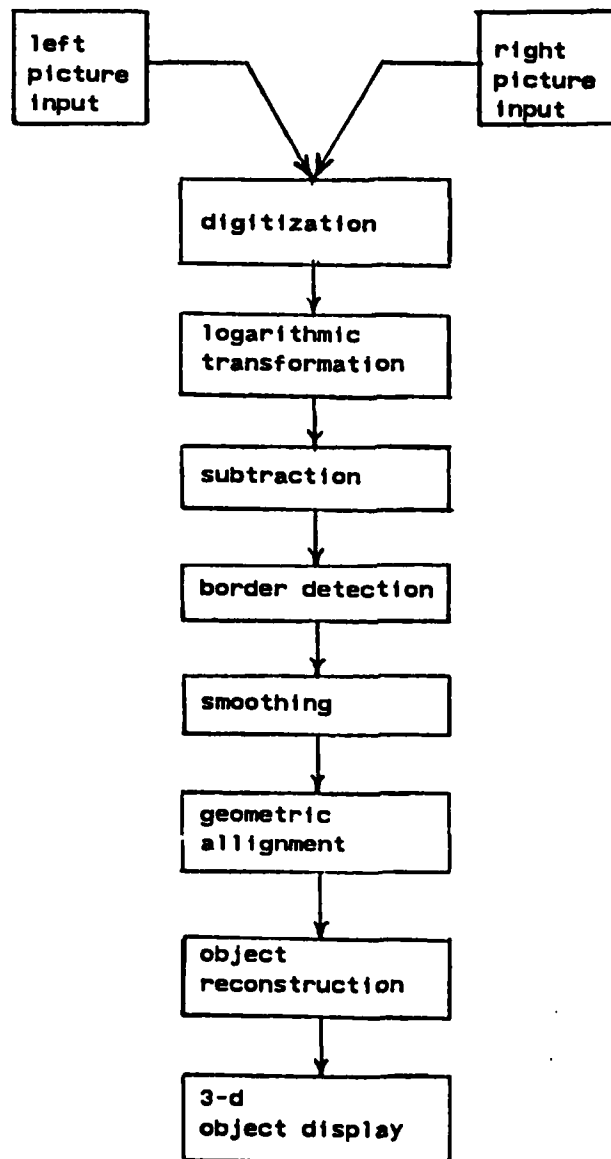 left
picture
input
right
picture
input
digitization
logarithmic
transformation
subtraction
border detection
smoothing
geometric
allignment
object
reconstruction
3-d
object display